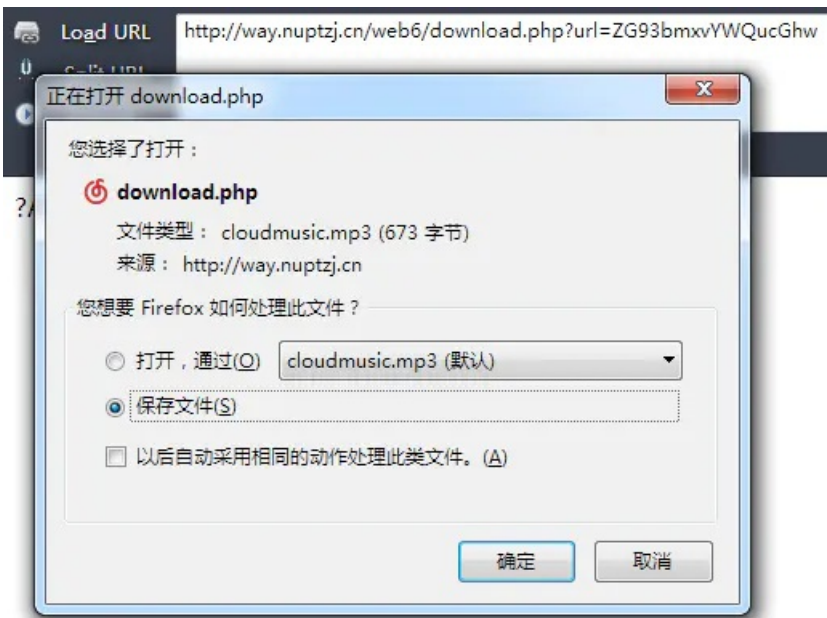 Load URL
http://way.nuptzj.cn/web6/download.php?url=ZG93bmxvYWQucGhw
正在打开 download.php
您选择了打开：
download.php
文件类型： cloudmusic.mp3 (673 字节)
来源： http://way.nuptzj.cn
您想要 Firefox 如何处理此文件？
打开，通过(O) cloudmusic.mp3 (默认)
保存文件(S)
以后自动采用相同的动作处理此类文件。(A)
确定 取消